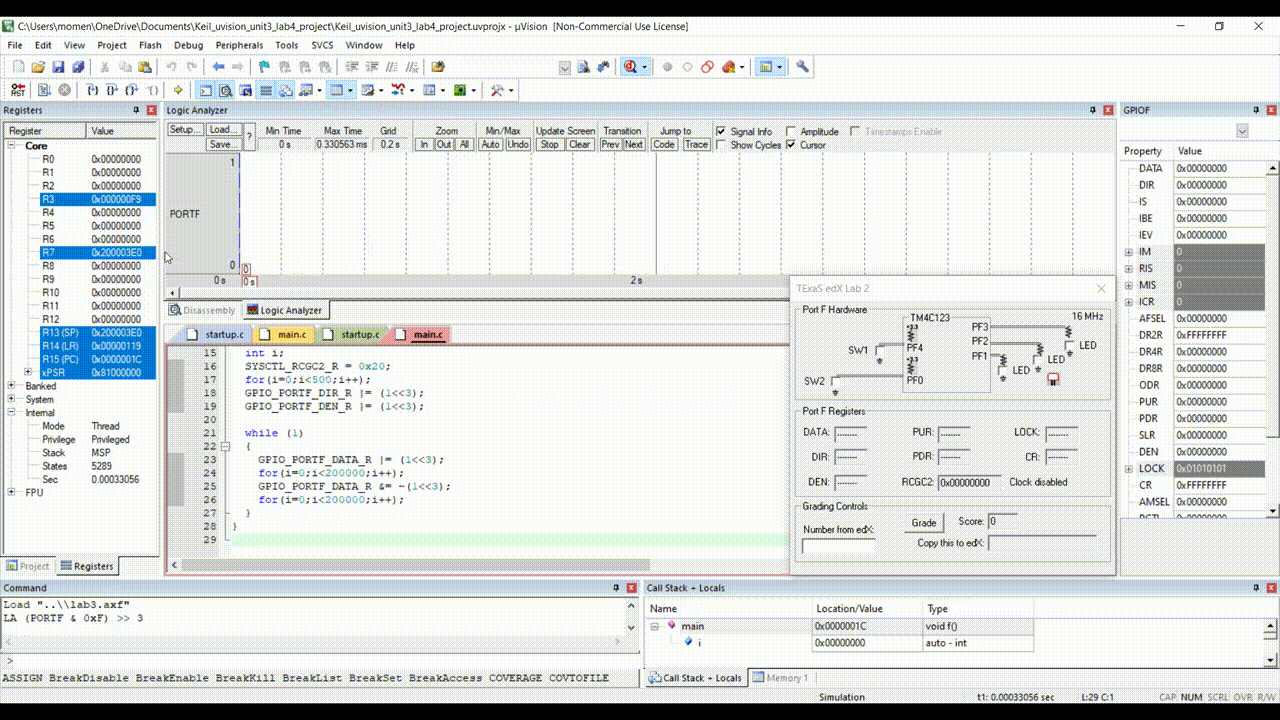 C:\Users\momen\OneDrive\Documents\Keil_uvision_unit3_lab4_project\Keil_uvision_unit3_lab4_project.uvprojx - µVision [Non-Commercial Use License]
File Edit View Project Flash Debug Peripherals Tools SVCS Window Help
RST
Registers
Register Value
Core
R0 0x00000000
R1 0x00000000
R2 0x00000000
R3 0x000000F9
R4 0x00000000
R5 0x00000000
R6 0x00000000
R7 0x200003E0
R8 0x00000000
R9 0x00000000
R10 0x00000000
R11 0x00000000
R12 0x00000000
R13 (SP) 0x200003E0
R14 (LR) 0x00000119
R15 (PC) 0x0000001C
xPSR 0x81000000
Banked
System
Internal
Mode Thread
Privilege Privileged
Stack MSP
States 5289
Sec 0.00033056
FPU
Project Registers
Logic Analyzer
Setup... Load... ? Min Time Max Time Grid Zoom Min/Max Update Screen Transition Jump to Signal Info Amplitude Timestamps Enable
Save... 0 s 0.330563 ms 0.2 s In Out All Auto Undo Stop Clear Prev Next Code Trace Show Cycles Cursor
1
PORTF
0 0
0 s 0 s 2 s
Disassembly Logic Analyzer
startup.c main.c startup.c main.c
15 int i;
16 SYSCTL_RCGC2_R = 0x20;
17 for(i=0;i<500;i++);
18 GPIO_PORTF_DIR_R |= (1<<3);
19 GPIO_PORTF_DEN_R |= (1<<3);
20
21 while (1)
22 {
23 GPIO_PORTF_DATA_R |= (1<<3);
24 for(i=0;i<200000;i++);
25 GPIO_PORTF_DATA_R &= ~(1<<3);
26 for(i=0;i<200000;i++);
27 }
28 }
29
TExaS edX Lab 2
Port F Hardware
TM4C123 16 MHz
PF3
PF2 LED
SW1 PF4 PF1 LED
LED
SW2 PF0
Port F Registers
DATA: -------- PUR: -------- LOCK: --------
DIR: -------- PDR: -------- CR: --------
DEN: -------- RCGC2: 0x00000000 Clock disabled
Grading Controls
Number from edX: Grade Score: 0
Copy this to edX:
GPIOF
Property Value
DATA 0x00000000
DIR 0x00000000
IS 0x00000000
IBE 0x00000000
IEV 0x00000000
IM 0
RIS 0
MIS 0
ICR 0
AFSEL 0x00000000
DR2R 0xFFFFFFFF
DR4R 0x00000000
DR8R 0x00000000
ODR 0x00000000
PUR 0x00000000
PDR 0x00000000
SLR 0x00000000
DEN 0x00000000
LOCK 0x01010101
CR 0xFFFFFFFF
AMSEL 0x00000000
Command
Load "..\\lab3.axf"
LA (PORTF & 0xF) >> 3
>
ASSIGN BreakDisable BreakEnable BreakKill BreakList BreakSet BreakAccess COVERAGE COVTOFILE
Call Stack + Locals
Name Location/Value Type
main 0x0000001C void f()
i 0x00000000 auto - int
Call Stack + Locals Memory 1
Simulation t1: 0.00033056 sec L:29 C:1 CAP NUM SCRL OVR R/W